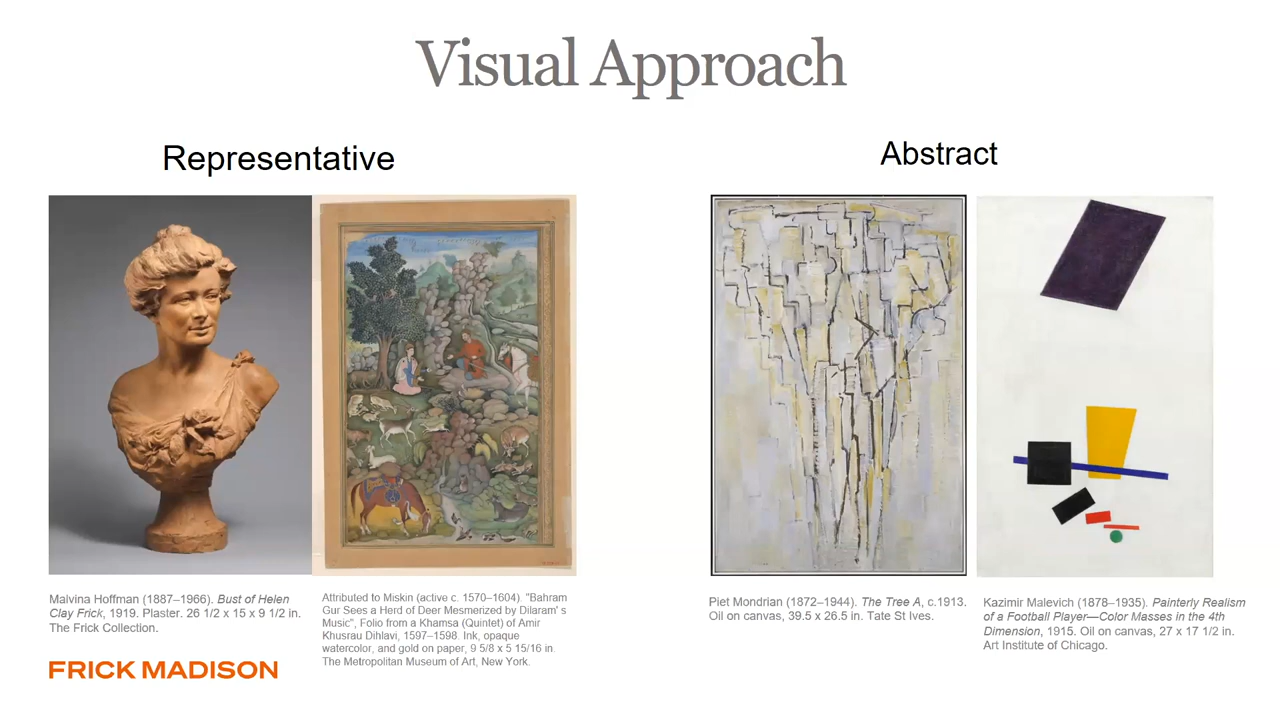 Visual Approach
Representative
Abstract
Malvina Hoffman (1887–1966). Bust of Helen
Clay Frick, 1919. Plaster. 26 1/2 x 15 x 9 1/2 in.
The Frick Collection.
Attributed to Miskin (active c. 1570–1604). "Bahram
Gur Sees a Herd of Deer Mesmerized by Dilaram' s
Music", Folio from a Khamsa (Quintet) of Amir
Khusrau Dihlavi, 1597–1598. Ink, opaque
watercolor, and gold on paper, 9 5/8 x 5 15/16 in.
The Metropolitan Museum of Art, New York.
Piet Mondrian (1872–1944). The Tree A, c.1913.
Oil on canvas, 39.5 x 26.5 in. Tate St Ives.
Kazimir Malevich (1878–1935). Painterly Realism
of a Football Player—Color Masses in the 4th
Dimension, 1915. Oil on canvas, 27 x 17 1/2 in.
Art Institute of Chicago.
FRICK MADISON